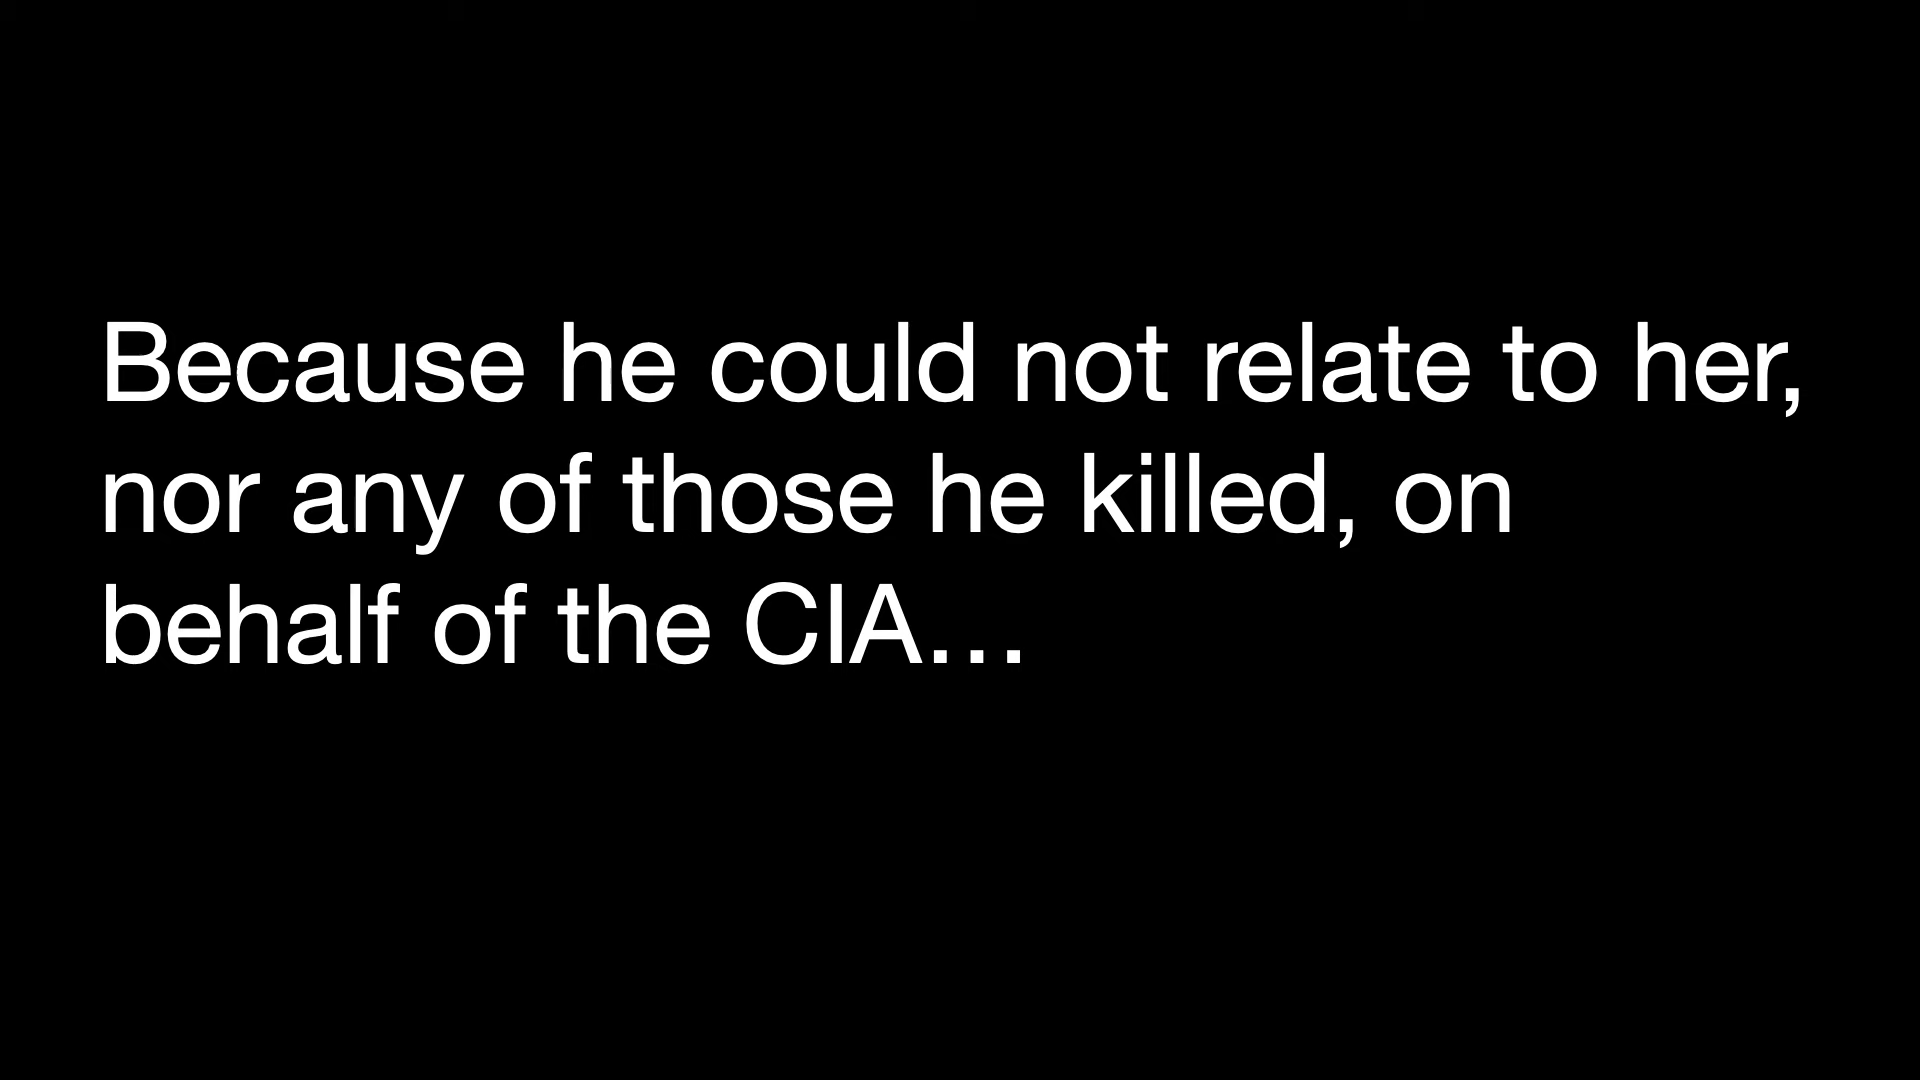 Because he could not relate to her,
nor any of those he killed, on
behalf of the CIA…